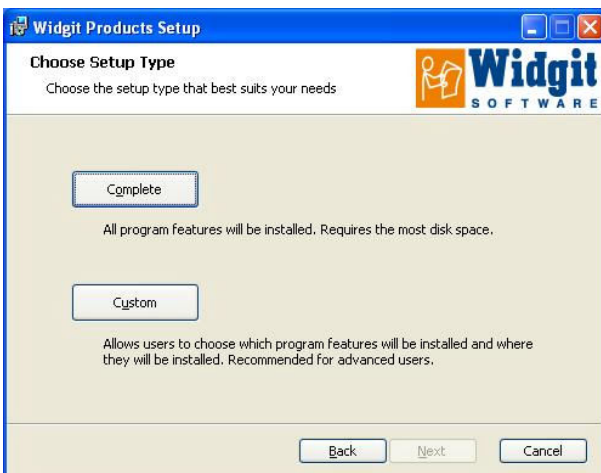 Widgit Products Setup
Choose Setup Type
Choose the setup type that best suits your needs
Widgit
SOFTWARE
Complete
All program features will be installed. Requires the most disk space.
Custom
Allows users to choose which program features will be installed and where
they will be installed. Recommended for advanced users.
Back Next Cancel